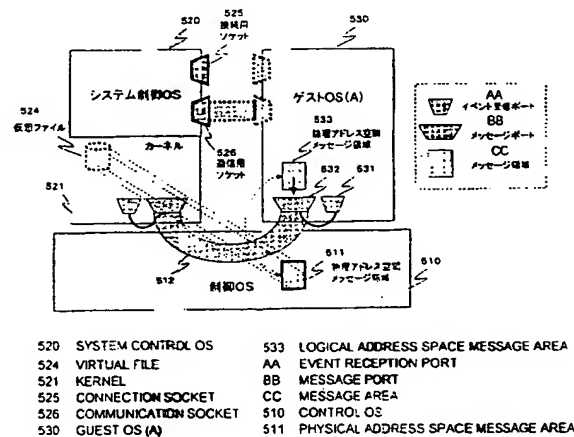 520
525
接続用
ソケット
530
システム制御OS
ゲストOS(A)
524
仮想ファイル
カーネル
526
通信用
ソケット
533
論理アドレス空間
メッセージ領域
532
531
521
512
511
物理アドレス空間
メッセージ領域
510
制御OS
AA
イベント受信ポート
BB
メッセージポート
CC
メッセージ領域
520 SYSTEM CONTROL OS
524 VIRTUAL FILE
521 KERNEL
525 CONNECTION SOCKET
526 COMMUNICATION SOCKET
530 GUEST OS (A)
533 LOGICAL ADDRESS SPACE MESSAGE AREA
AA EVENT RECEPTION PORT
BB MESSAGE PORT
CC MESSAGE AREA
510 CONTROL OS
511 PHYSICAL ADDRESS SPACE MESSAGE AREA